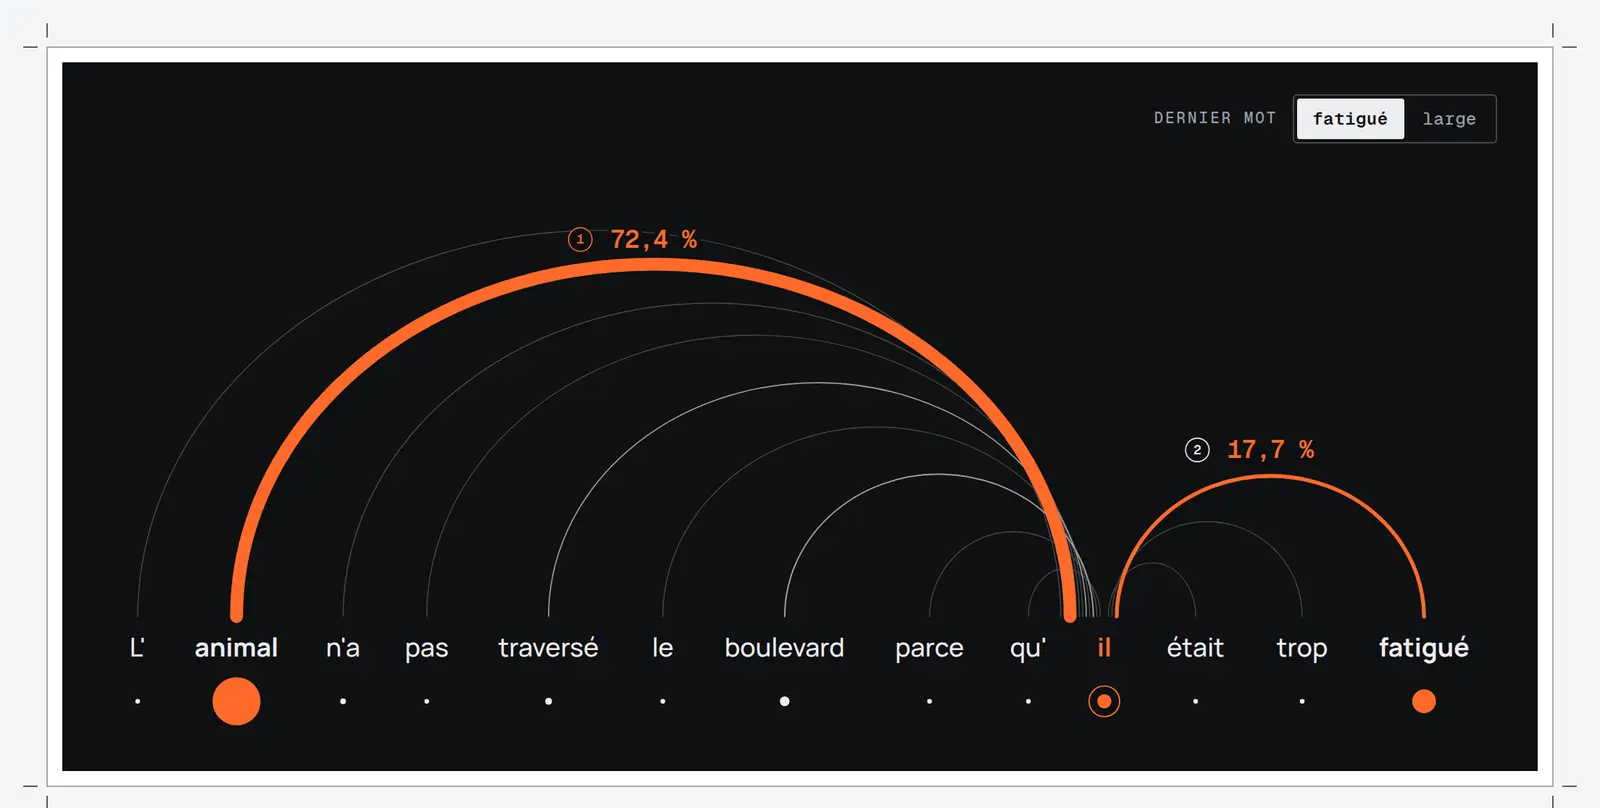 DERNIER MOT fatigué large
1 72,4 %
2 17,7 %
L' animal n'a pas traversé le boulevard parce qu' il était trop fatigué